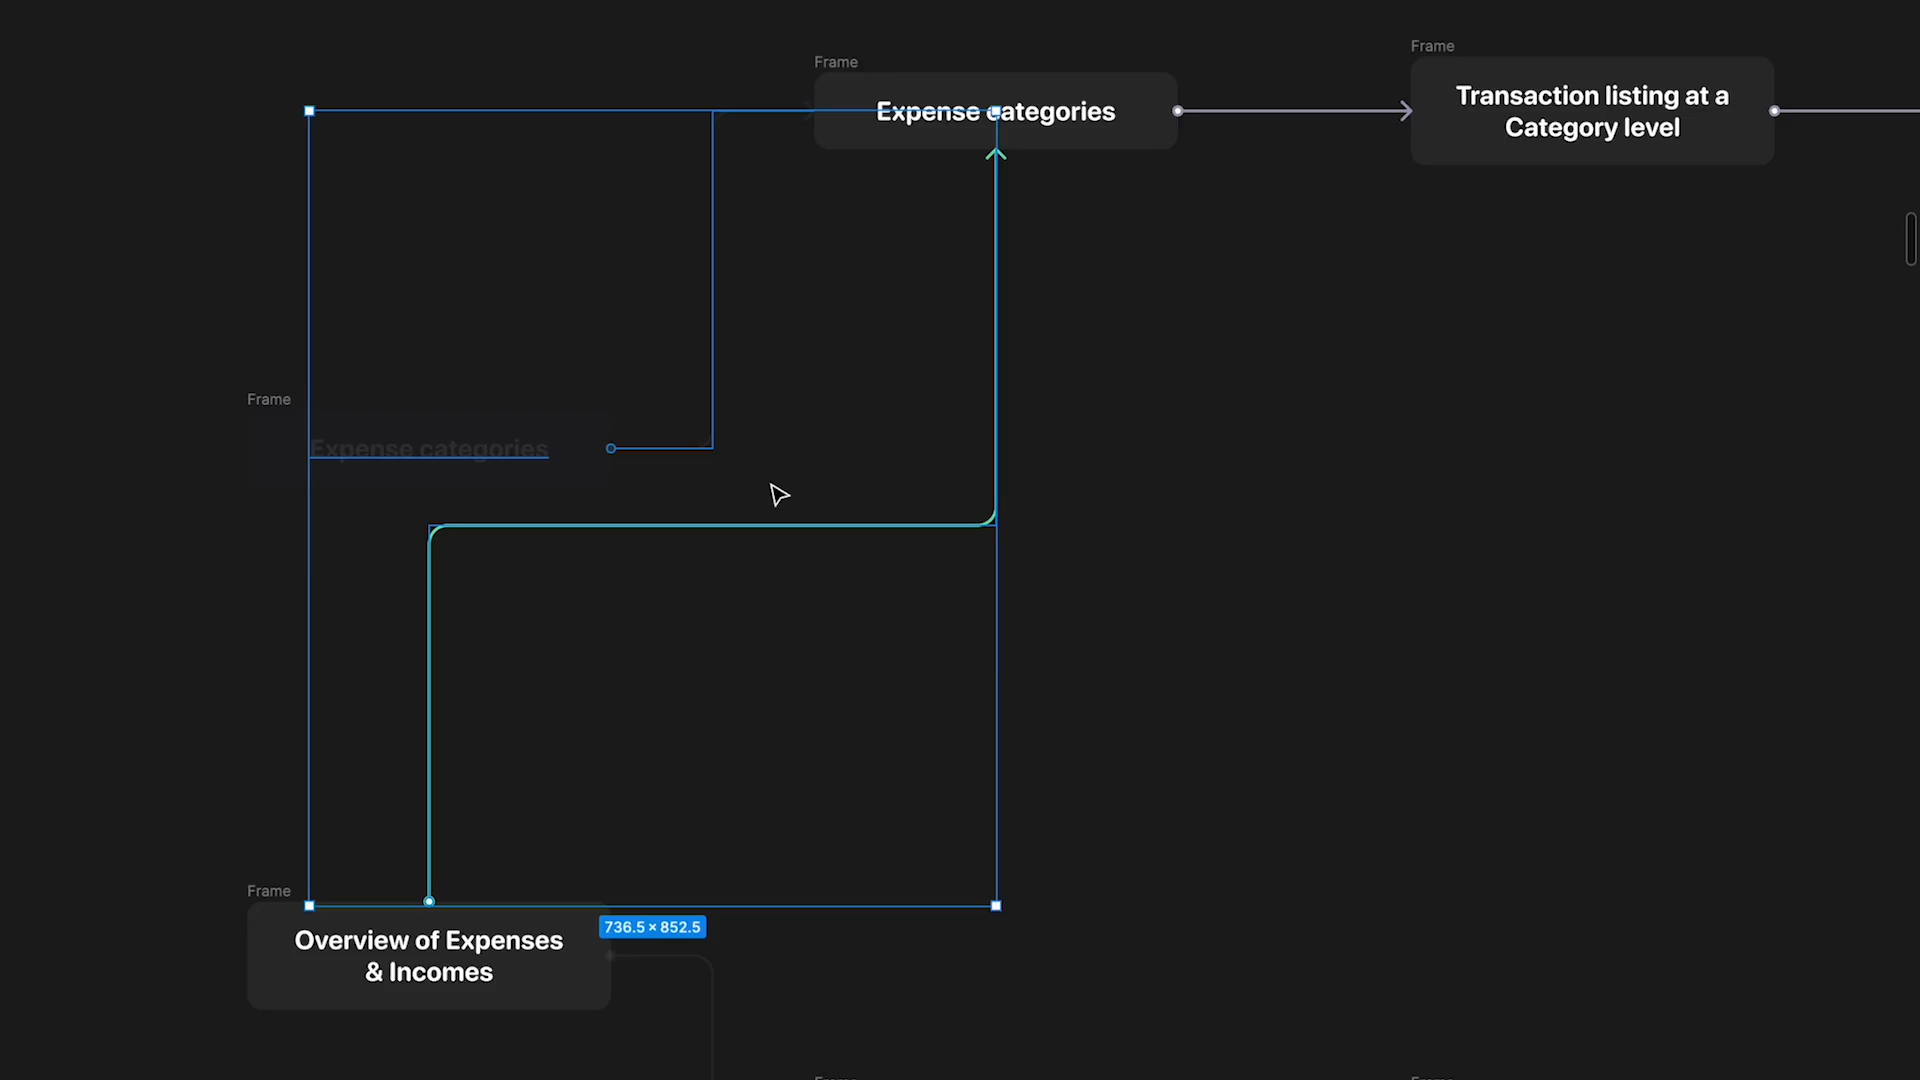 Frame
Expense categories
Frame
Transaction listing at a
Category level
Frame
Expense categories
Frame
Overview of Expenses
& Incomes
736.5 × 852.5